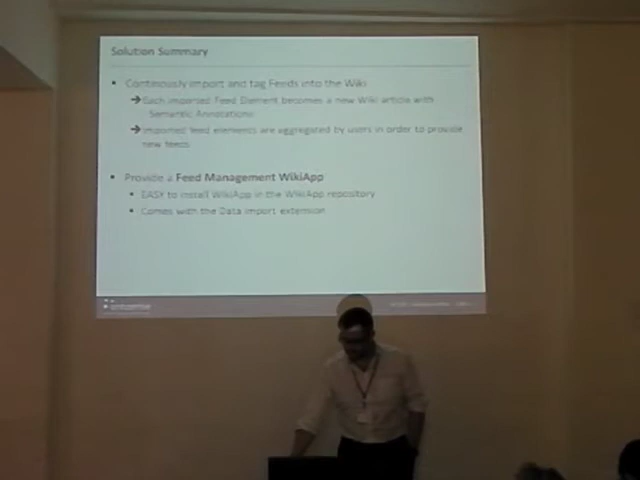 Solution Summary
Continously import and tag Feeds into the Wiki
Each imported Feed Element becomes a new Wiki article with
Semantic Annotations
Imported feed elements are aggregated by users in order to provide
new feeds
Provide a Feed Management WikiApp
EASY to install WikiApp in the WikiApp repository
Comes with the Data import extension